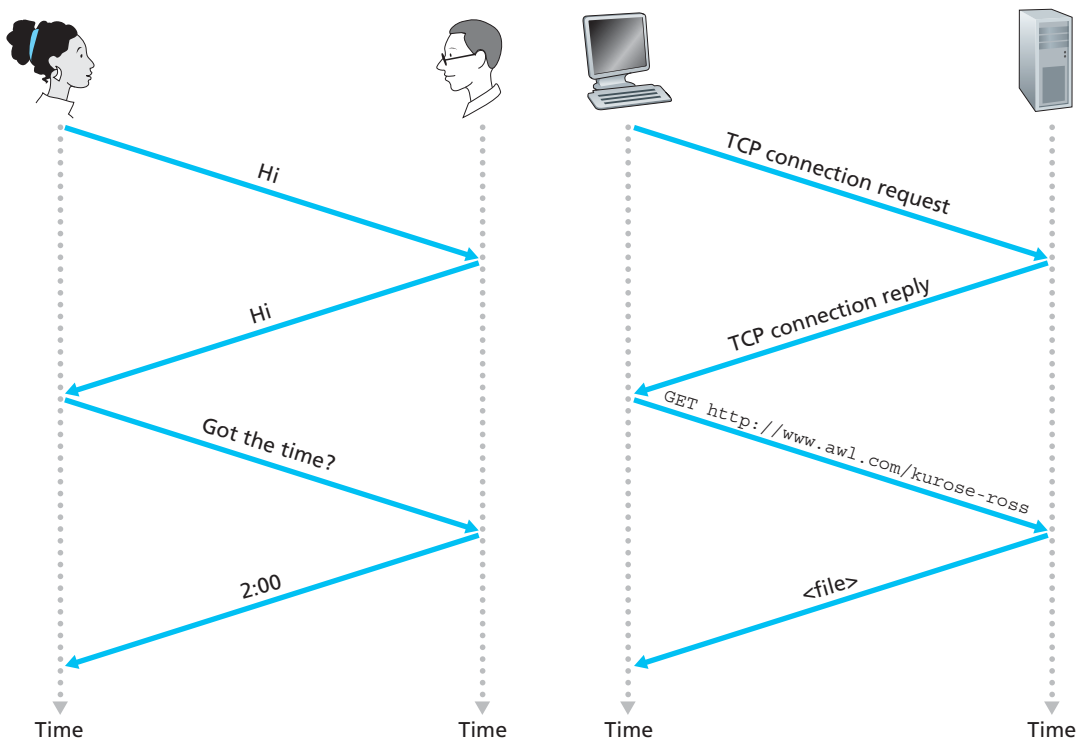 Hi
Hi
Got the time?
2:00
Time
Time
TCP connection request
TCP connection reply
GET http://www.awl.com/kurose-ross
<file>
Time
Time